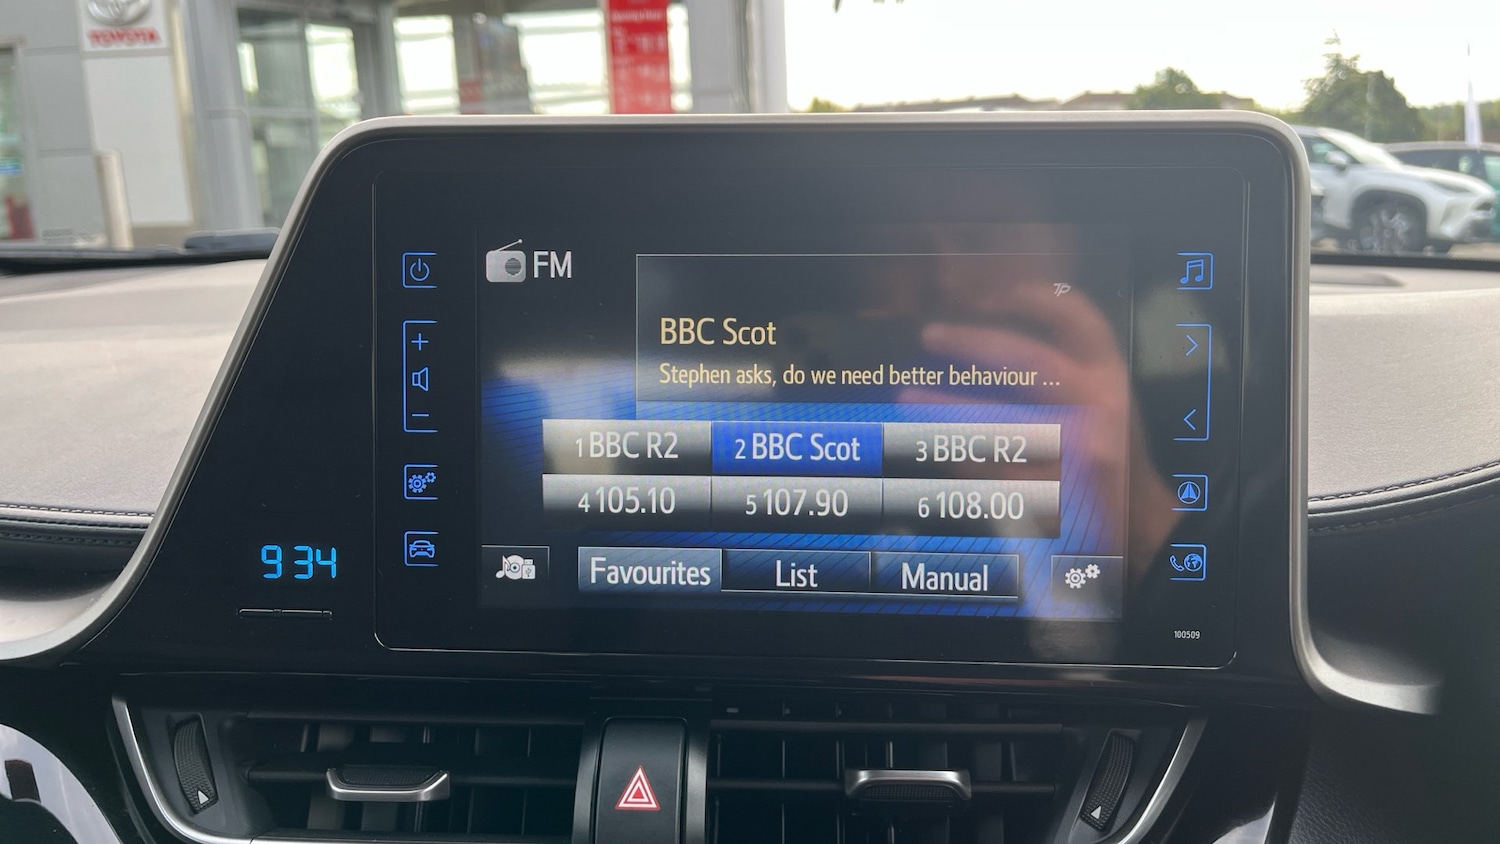 TOYOTA
FM
TP
BBC Scot
Stephen asks, do we need better behaviour ...
1 BBC R2
2 BBC Scot
3 BBC R2
4 105.10
5 107.90
6 108.00
9 34
Favourites
List
Manual
100509